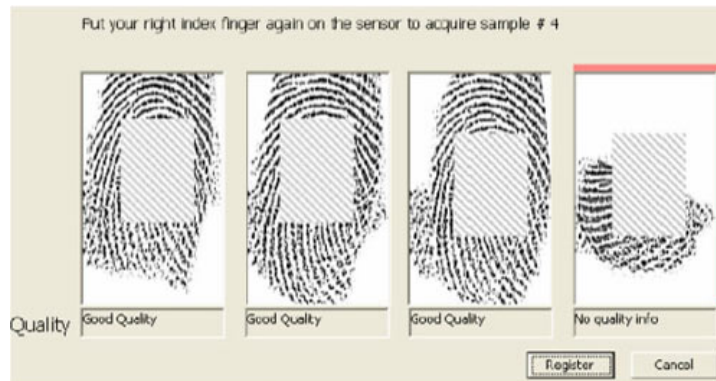 Put your right index finger again on the sensor to acquire sample # 4
Quality
Good Quality
Good Quality
Good Quality
No quality info
Register
Cancel